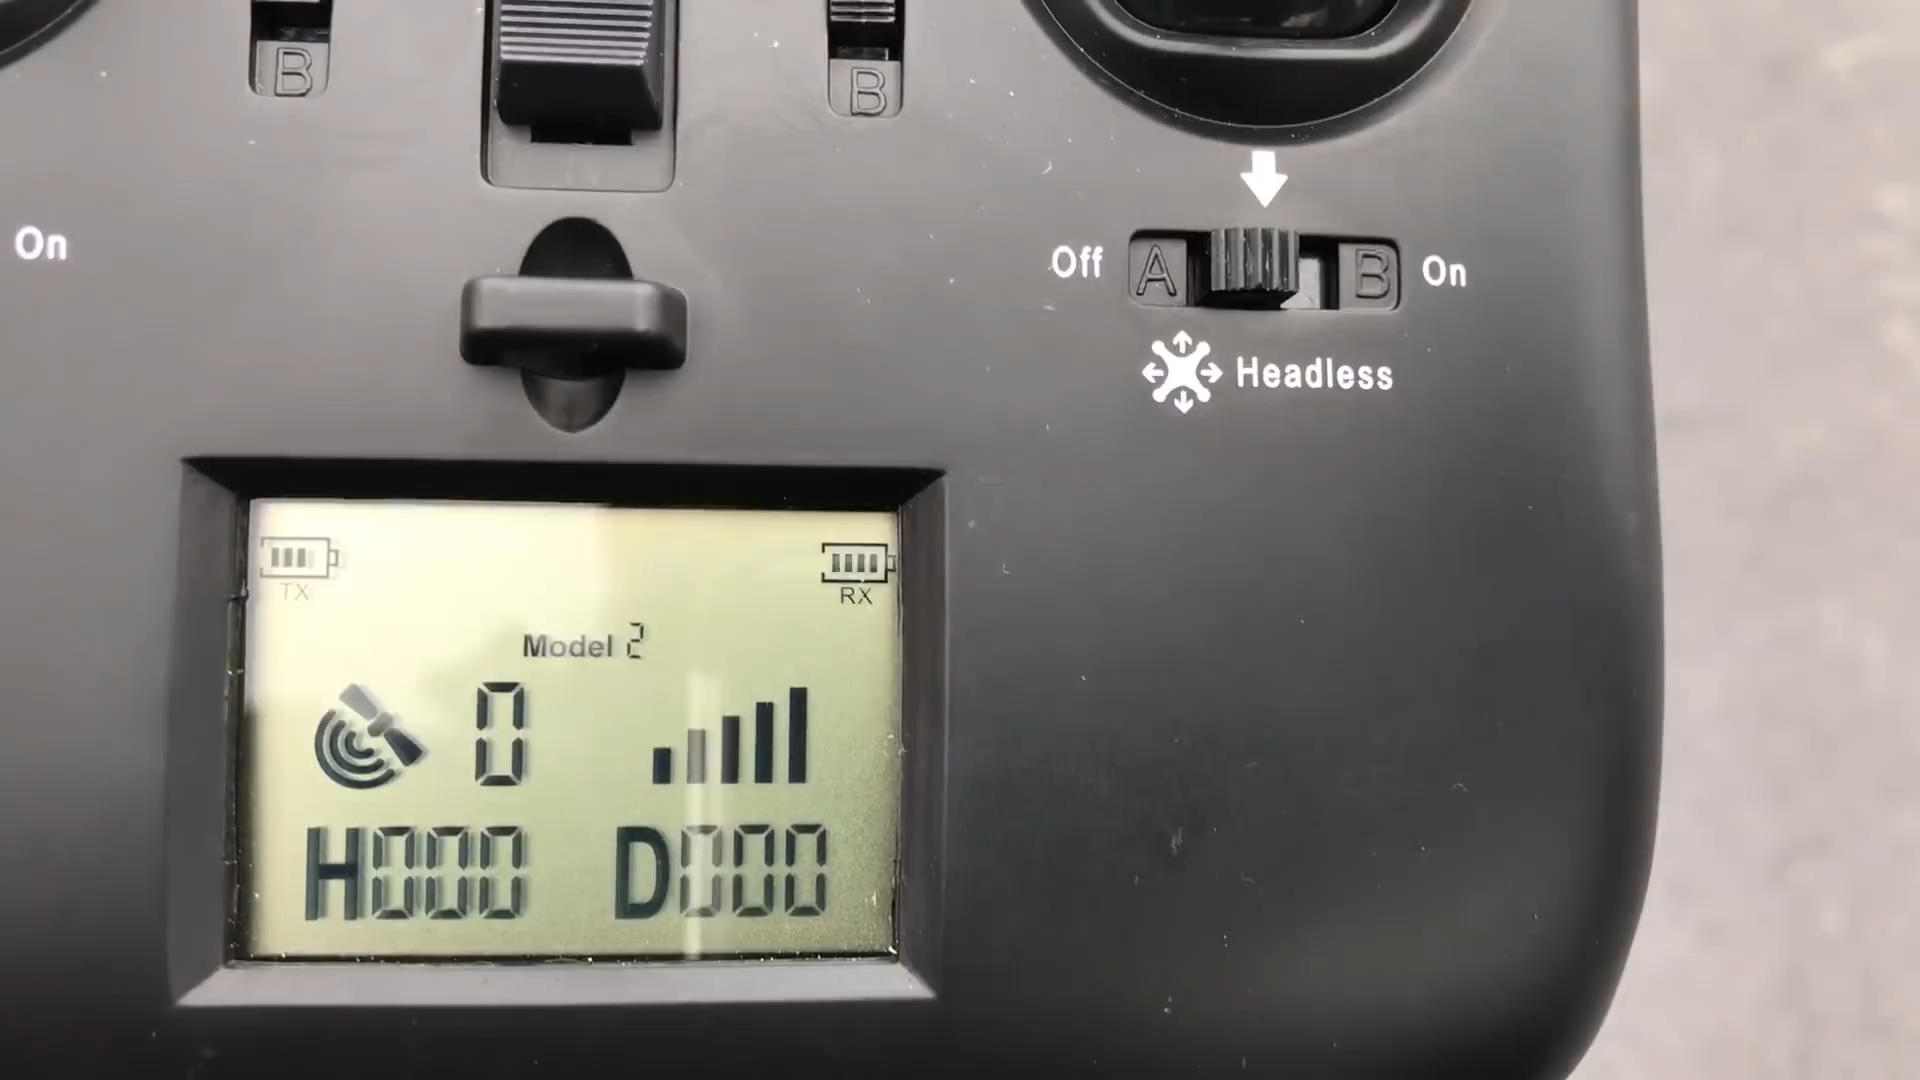 B
B
On
Off A B On
Headless
TX
RX
Model 2
0
H000 D000